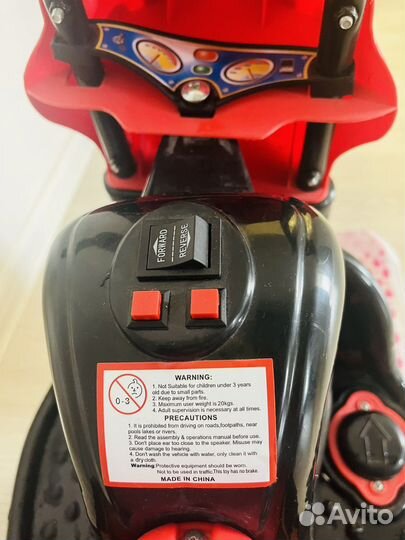 FORWARD
REVERSE
WARNING:
0-3
1. Not Suitable for children under 3 years
old due to small parts.
2. Keep away from fire.
3. Maximum user weight is 20kgs.
4. Adult supervision is necessary at all times.
PRECAUTIONS
1. It is prohibited from driving on roads,footpaths, near
pools lakes or rivers.
2. Read the assembly & operations manual before use.
3. Don't place ear too close to the speaker. Misuse may
cause damage to hearing.
4. Don't wash the vehicle with water, only clean it with
a dry cloth.
Warning:Protective equipment should be worn.
Not to be used in traffic.This toy has no brake.
MADE IN CHINA
Avito